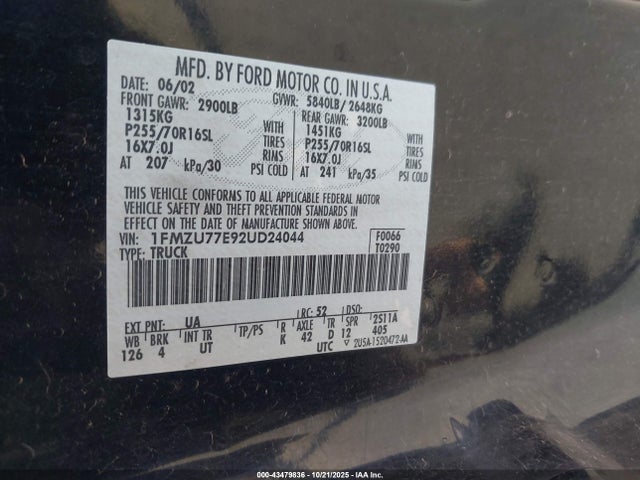 MFD. BY FORD MOTOR CO. IN U.S.A.
DATE: 06/02 GVWR: 5840LB/ 2648KG
FRONT GAWR: 2900LB REAR GAWR: 3200LB
1315KG WITH 1451KG WITH
P255/70R16SL TIRES P255/70R16SL TIRES
16X7.0J RIMS 16X7.0J RIMS
AT 207 kPa/30 PSI COLD AT 241 kPa/35 PSI COLD
THIS VEHICLE CONFORMS TO ALL APPLICABLE FEDERAL MOTOR
VEHICLE SAFETY AND THEFT PREVENTION STANDARDS IN
EFFECT ON THE DATE OF MANUFACTURE SHOWN ABOVE.
VIN: 1FMZU77E92UD24044 F0066
TYPE: TRUCK T0290
EXT PNT: UA RC: 52 DSO:
WB BRK INT TR TP/PS R AXLE TR SPR 2S11A
126 4 UT K 42 D 12 405
UTC ▽ 2USA-1520472-AA
000-43479836 - 10/21/2025 - IAA Inc.